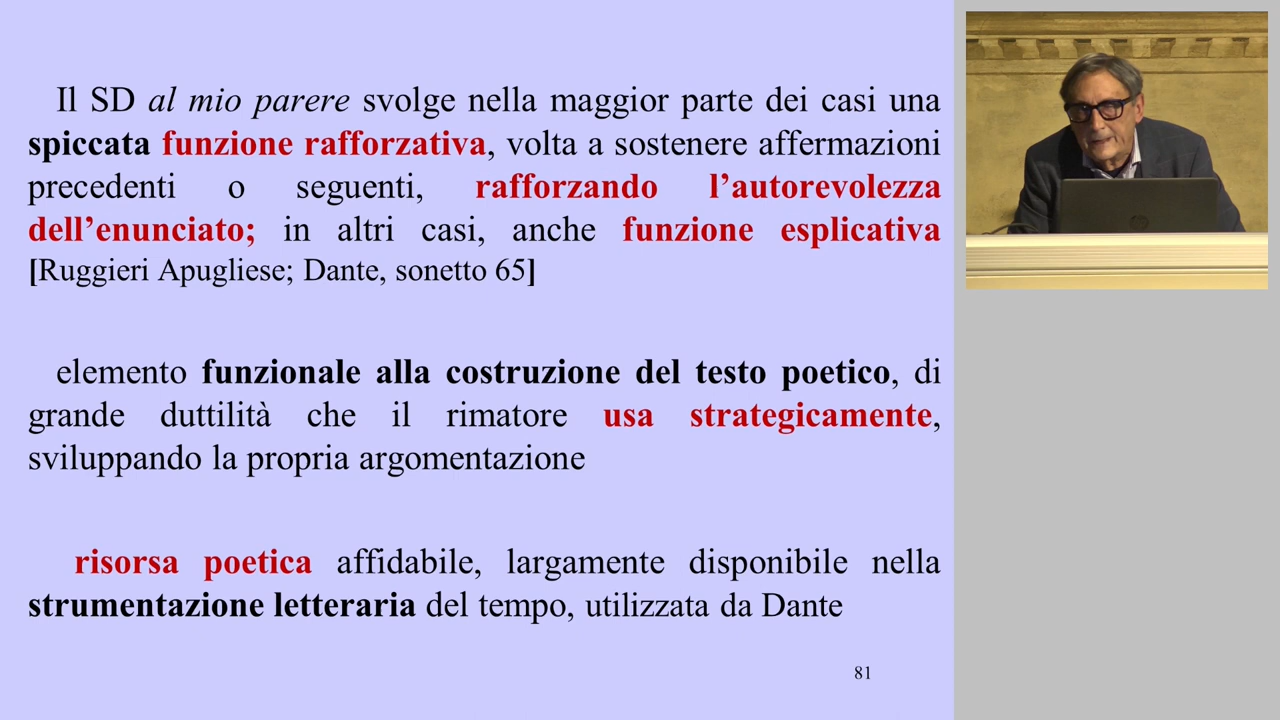 Il SD al mio parere svolge nella maggior parte dei casi una
spiccata funzione rafforzativa, volta a sostenere affermazioni
precedenti o seguenti, rafforzando l’autorevolezza
dell’enunciato; in altri casi, anche funzione esplicativa
[Ruggieri Apugliese; Dante, sonetto 65]
elemento funzionale alla costruzione del testo poetico, di
grande duttilità che il rimatore usa strategicamente,
sviluppando la propria argomentazione
risorsa poetica affidabile, largamente disponibile nella
strumentazione letteraria del tempo, utilizzata da Dante
81